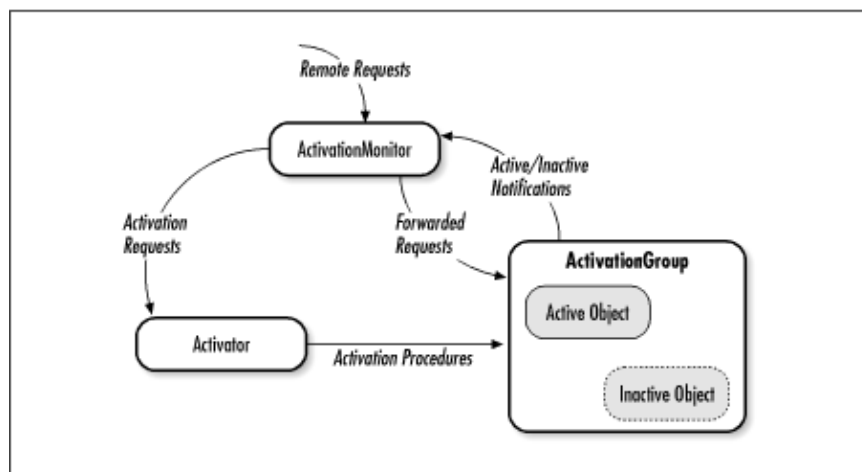 Remote Requests
ActivationMonitor
Active/Inactive
Notifications
Activation
Requests
Forwarded
Requests
ActivationGroup
Active Object
Activator
Activation Procedures
Inactive Object